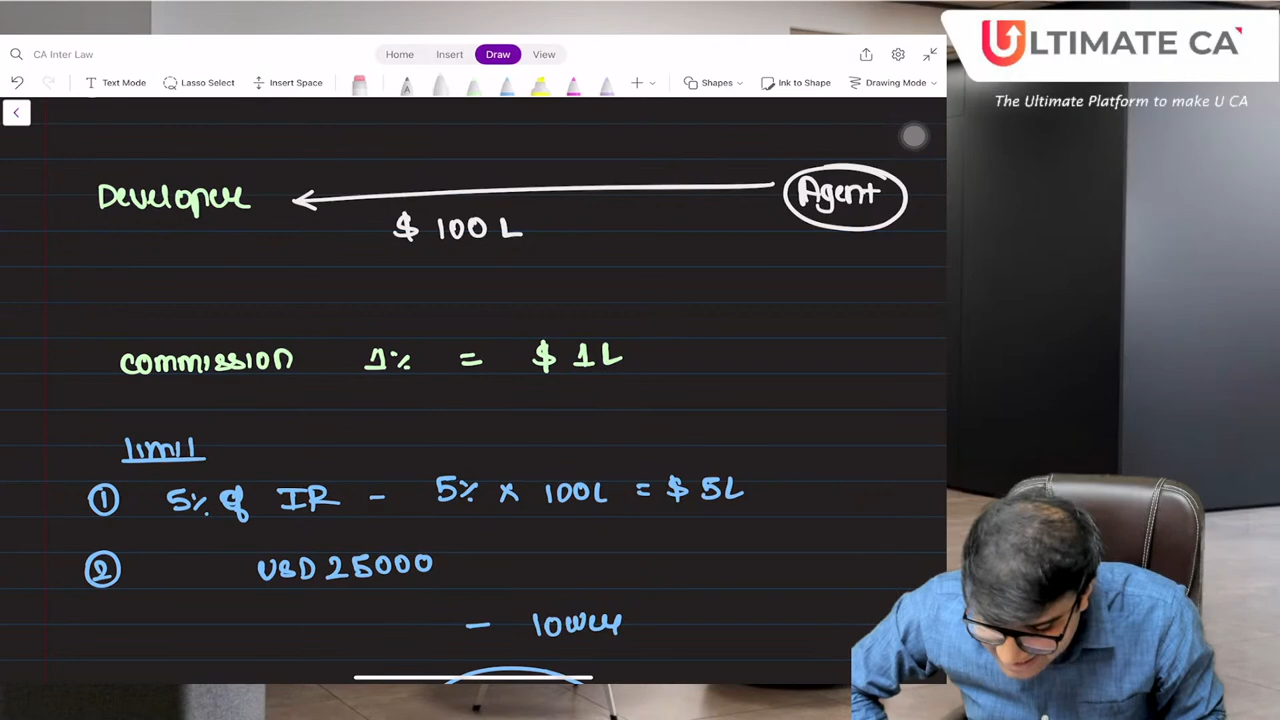 ULTIMATE CA
The Ultimate Platform to make U CA
CA Inter Law
Home Insert Draw View
Text Mode Lasso Select Insert Space Shapes Ink to Shape Drawing Mode
Developer Agent
$ 100 L
commission 1% = $ 1L
limit
① 5% of IR - 5% × 100L = $ 5L
② USD 25000
- lower